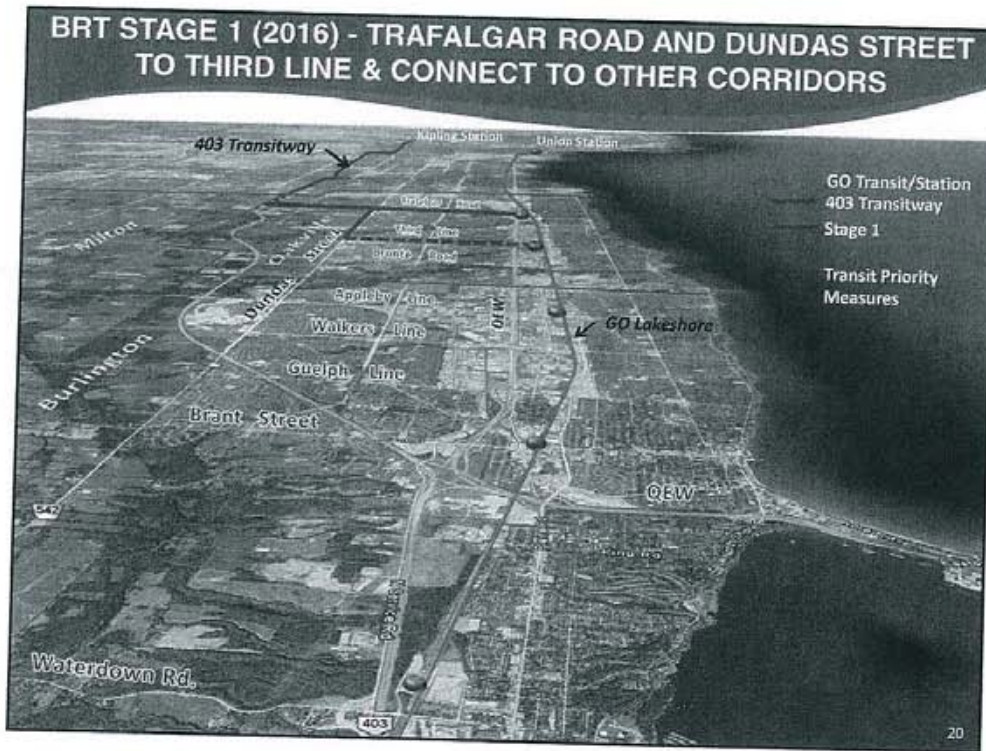 BRT STAGE 1 (2016) - TRAFALGAR ROAD AND DUNDAS STREET
TO THIRD LINE & CONNECT TO OTHER CORRIDORS
Kipling Station
Union Station
403 Transitway
GO Transit/Station
403 Transitway
Stage 1
Transit Priority
Measures
Milton
Third Line
Bronte Road
Dundas Street
Appleby Line
QEW
Walkers Line
GO Lakeshore
Guelph Line
Burlington
Brant Street
QEW
Waterdown Rd.
403
20